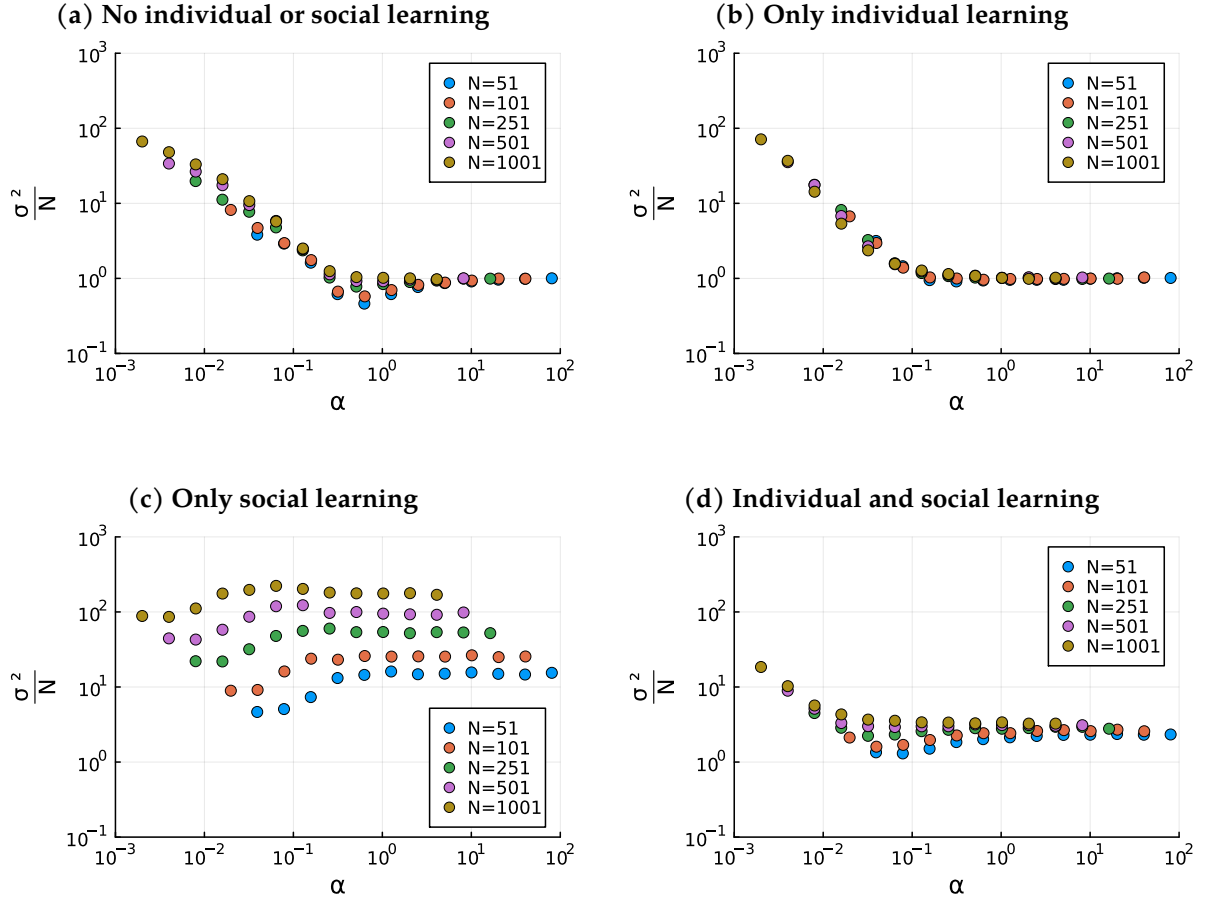 (a) No individual or social learning
10³
10²
10¹
10⁰
10⁻¹
σ²
N
N=51
N=101
N=251
N=501
N=1001
10⁻³ 10⁻² 10⁻¹ 10⁰ 10¹ 10²
α
(b) Only individual learning
10³
10²
10¹
10⁰
10⁻¹
σ²
N
N=51
N=101
N=251
N=501
N=1001
10⁻³ 10⁻² 10⁻¹ 10⁰ 10¹ 10²
α
(c) Only social learning
10³
10²
10¹
10⁰
10⁻¹
σ²
N
N=51
N=101
N=251
N=501
N=1001
10⁻³ 10⁻² 10⁻¹ 10⁰ 10¹ 10²
α
(d) Individual and social learning
10³
10²
10¹
10⁰
10⁻¹
σ²
N
N=51
N=101
N=251
N=501
N=1001
10⁻³ 10⁻² 10⁻¹ 10⁰ 10¹ 10²
α